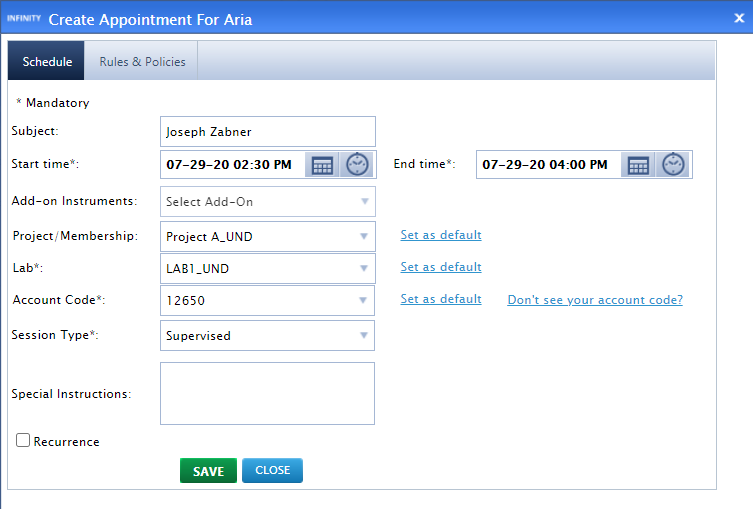 INFINITY Create Appointment For Aria x
Schedule Rules & Policies
* Mandatory
Subject: Joseph Zabner
Start time*: 07-29-20 02:30 PM End time*: 07-29-20 04:00 PM
Add-on Instruments: Select Add-On
Project/Membership: Project A_UND Set as default
Lab*: LAB1_UND Set as default
Account Code*: 12650 Set as default Don't see your account code?
Session Type*: Supervised
Special Instructions:
Recurrence
SAVE CLOSE